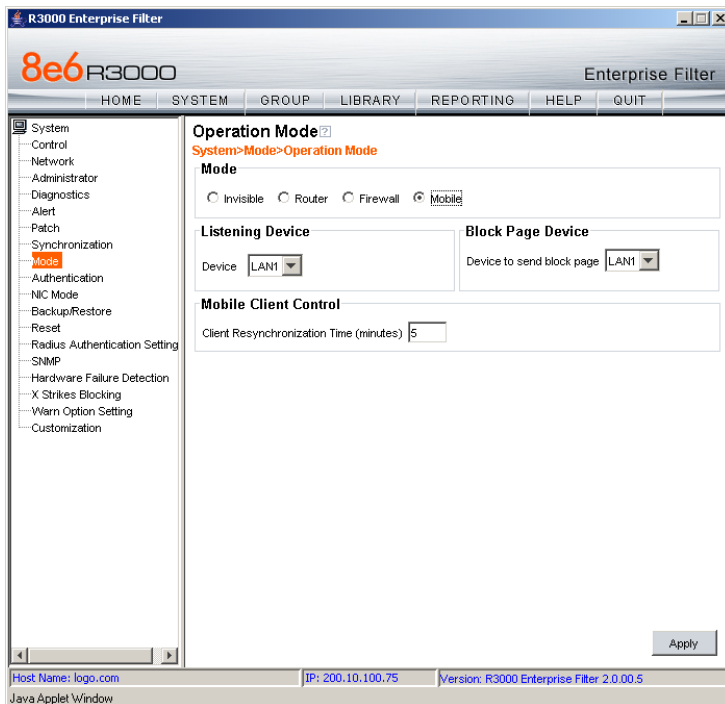 R3000 Enterprise Filter
8e6 R3000
Enterprise Filter
HOME SYSTEM GROUP LIBRARY REPORTING HELP QUIT
System
Control
Network
Administrator
Diagnostics
Alert
Patch
Synchronization
Mode
Authentication
NIC Mode
Backup/Restore
Reset
Radius Authentication Setting
SNMP
Hardware Failure Detection
X Strikes Blocking
Warn Option Setting
Customization
Operation Mode ?
System>Mode>Operation Mode
Mode
Invisible Router Firewall Mobile
Listening Device
Device LAN1
Block Page Device
Device to send block page LAN1
Mobile Client Control
Client Resynchronization Time (minutes) 5
Apply
Host Name: logo.com IP: 200.10.100.75 Version: R3000 Enterprise Filter 2.0.00.5
Java Applet Window